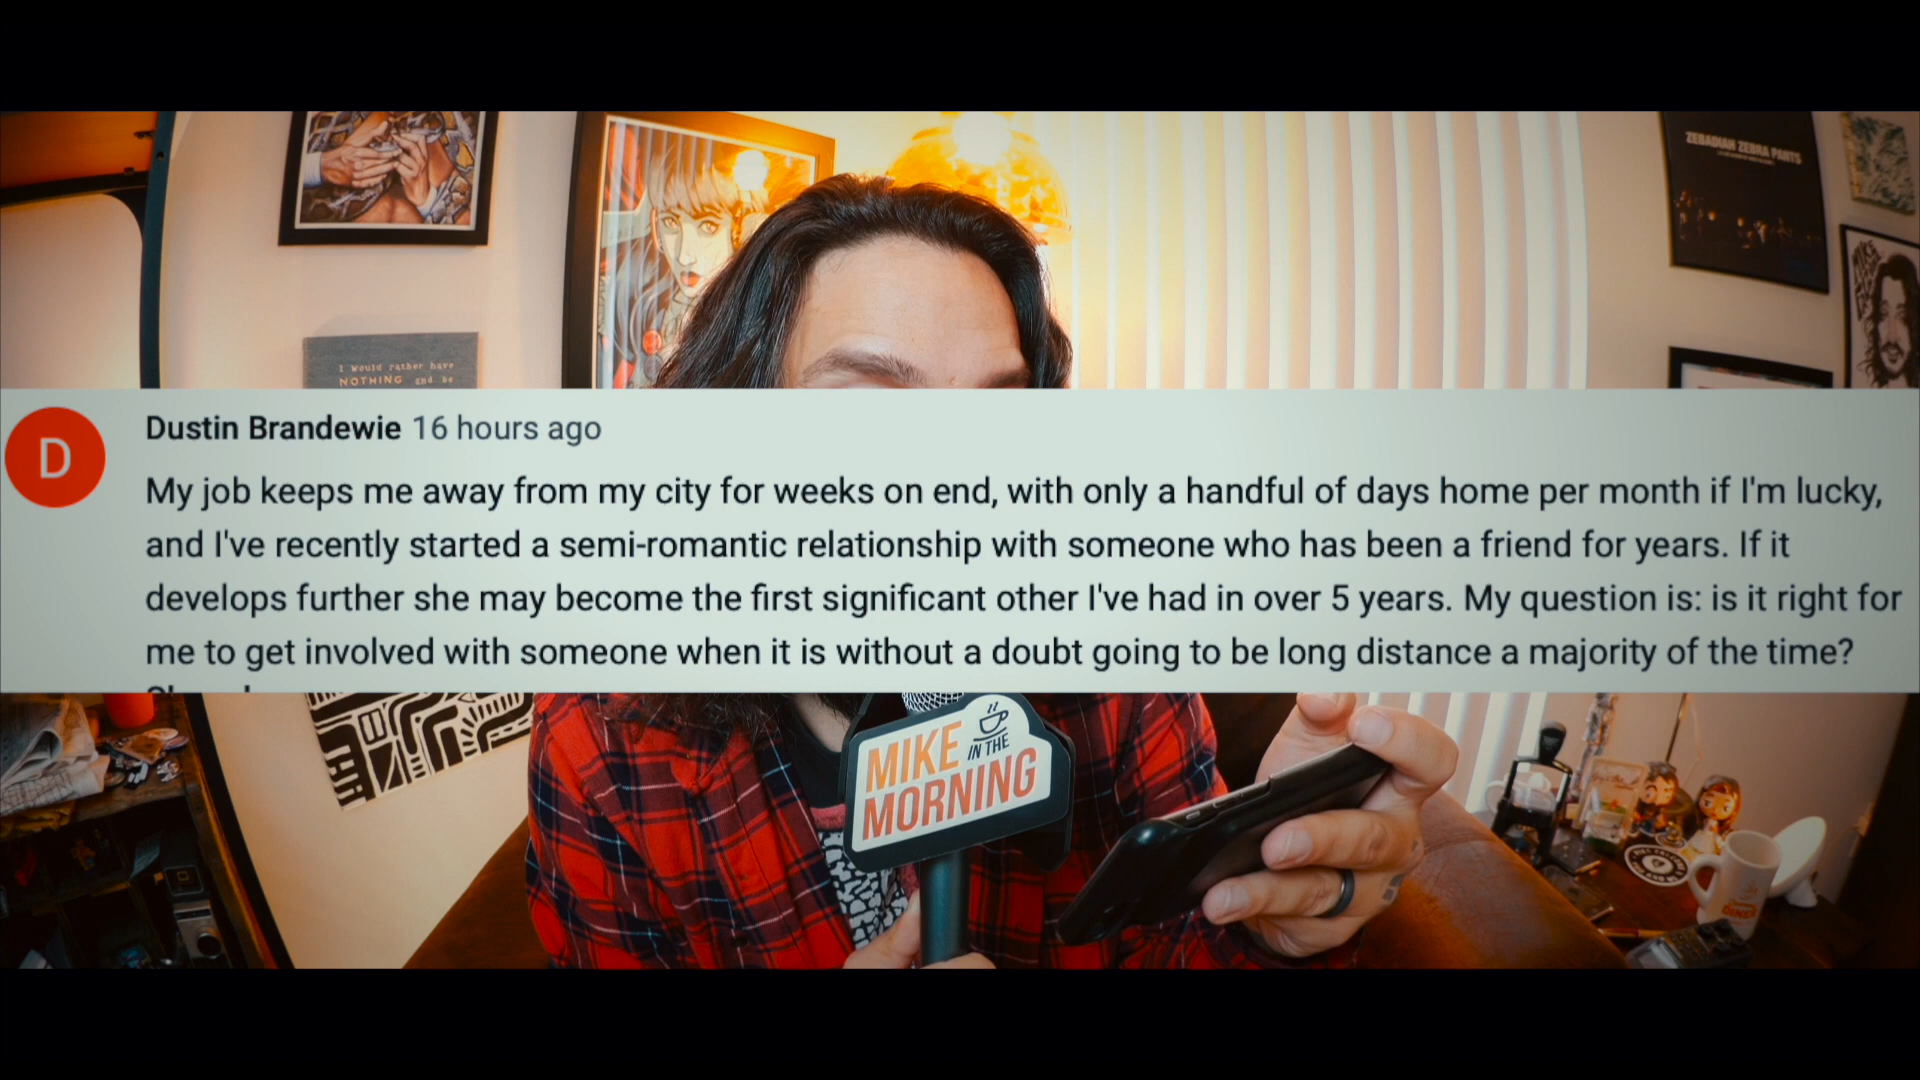 ZEBADIAH ZEBRA PANTS
I would rather have
NOTHING and be
D
Dustin Brandewie 16 hours ago
My job keeps me away from my city for weeks on end, with only a handful of days home per month if I'm lucky,
and I've recently started a semi-romantic relationship with someone who has been a friend for years. If it
develops further she may become the first significant other I've had in over 5 years. My question is: is it right for
me to get involved with someone when it is without a doubt going to be long distance a majority of the time?
MIKE
IN THE
MORNING
DINER